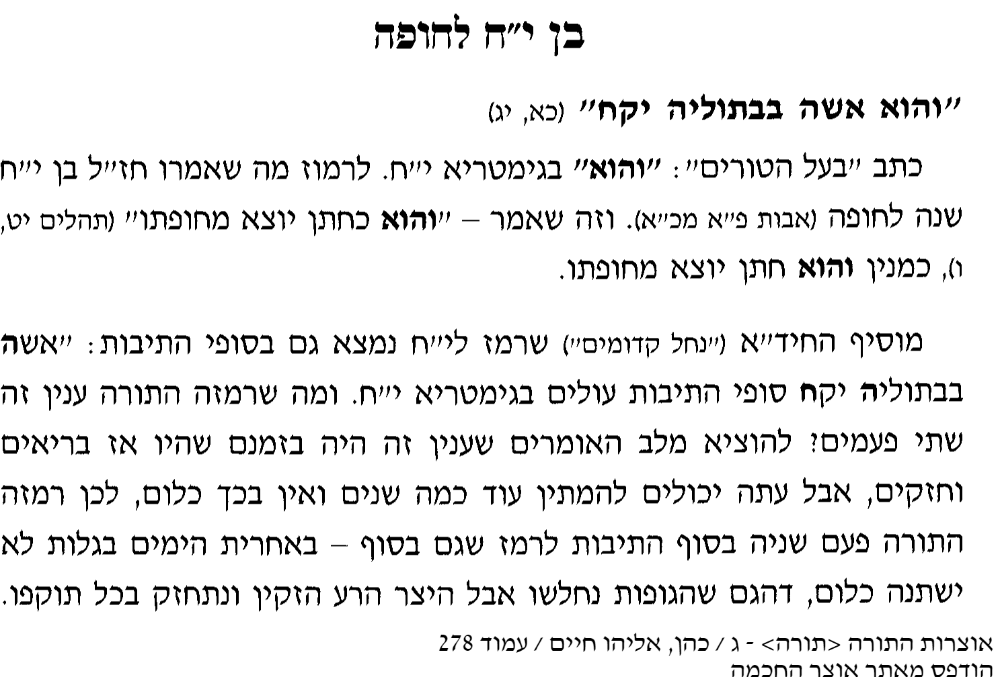 בן י״ח לחופה
״והוא אשה בבתוליה יקח״ (כא, יג)
כתב ״בעל הטורים״: ״והוא״ בגימטריא י״ח. לרמוז מה שאמרו חז״ל בן י״ח
שנה לחופה (אבות פ״א מכ״א). וזה שאמר – ״והוא כחתן יוצא מחופתו״ (תהלים יט,
ו), כמנין והוא חתן יוצא מחופתו.
מוסיף החיד״א (״נחל קדומים״) שרמז לי״ח נמצא גם בסופי התיבות: ״אשה
בבתוליה יקח סופי התיבות עולים בגימטריא י״ח. ומה שרמזה התורה ענין זה
שתי פעמים? להוציא מלב האומרים שענין זה היה בזמנם שהיו אז בריאים
וחזקים, אבל עתה יכולים להמתין עוד כמה שנים ואין בכך כלום, לכן רמזה
התורה פעם שניה בסוף התיבות לרמז שגם בסוף – באחרית הימים בגלות לא
ישתנה כלום, דהגם שהגופות נחלשו אבל היצר הרע הזקין ונתחזק בכל תוקפו.
אוצרות התורה <תורה> - ג / כהן, אליהו חיים / עמוד 278
הודפס מאתר אוצר החכמה